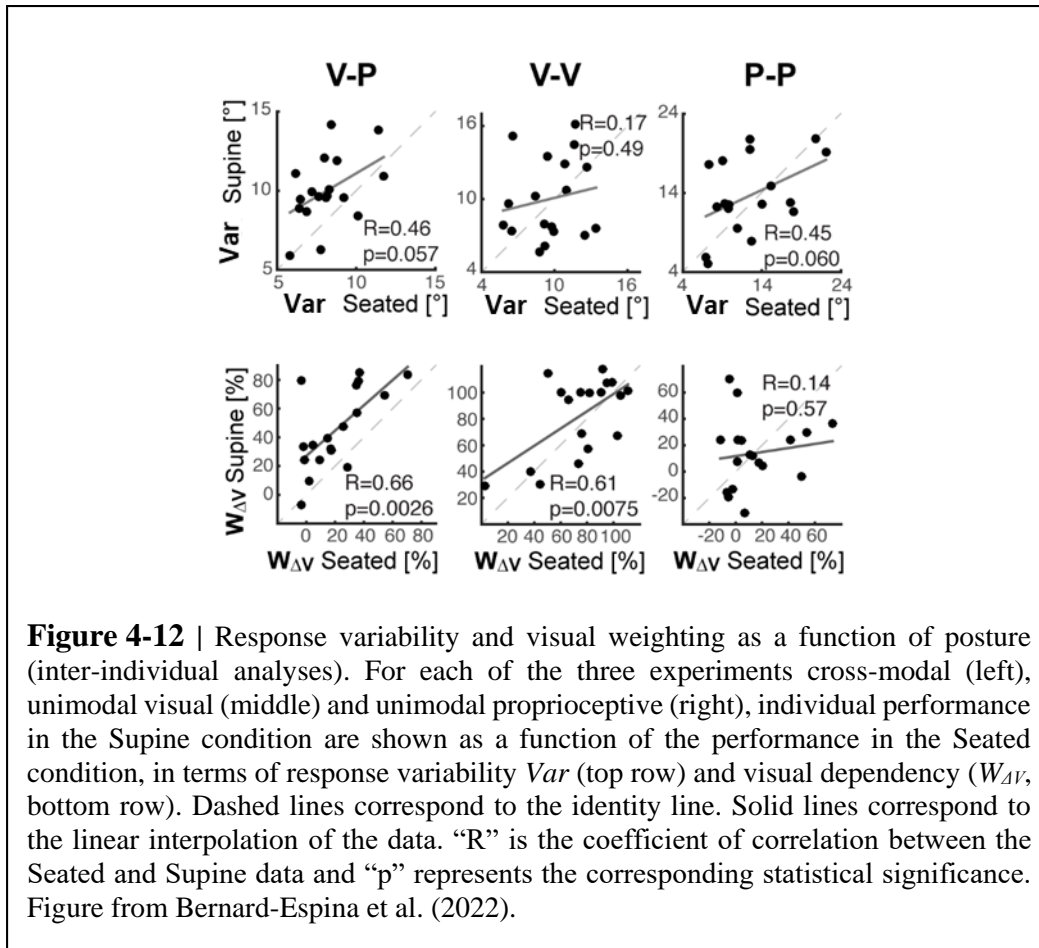 V-P V-V P-P
15
10
5
5 10 15
Var Supine [°]
Var Seated [°]
R=0.46
p=0.057
16
10
4
4 10 16
Var Seated [°]
R=0.17
p=0.49
24
14
4
4 14 24
Var Seated [°]
R=0.45
p=0.060
80
60
40
20
0
0 20 40 60 80
WΔV Supine [%]
WΔV Seated [%]
R=0.66
p=0.0026
100
80
60
40
20
20 40 60 80 100
WΔV Seated [%]
R=0.61
p=0.0075
60
40
20
0
-20
-20 0 20 40 60
WΔV Seated [%]
R=0.14
p=0.57
Figure 4-12 | Response variability and visual weighting as a function of posture
(inter-individual analyses). For each of the three experiments cross-modal (left),
unimodal visual (middle) and unimodal proprioceptive (right), individual performance
in the Supine condition are shown as a function of the performance in the Seated
condition, in terms of response variability Var (top row) and visual dependency (WΔV,
bottom row). Dashed lines correspond to the identity line. Solid lines correspond to
the linear interpolation of the data. “R” is the coefficient of correlation between the
Seated and Supine data and “p” represents the corresponding statistical significance.
Figure from Bernard-Espina et al. (2022).